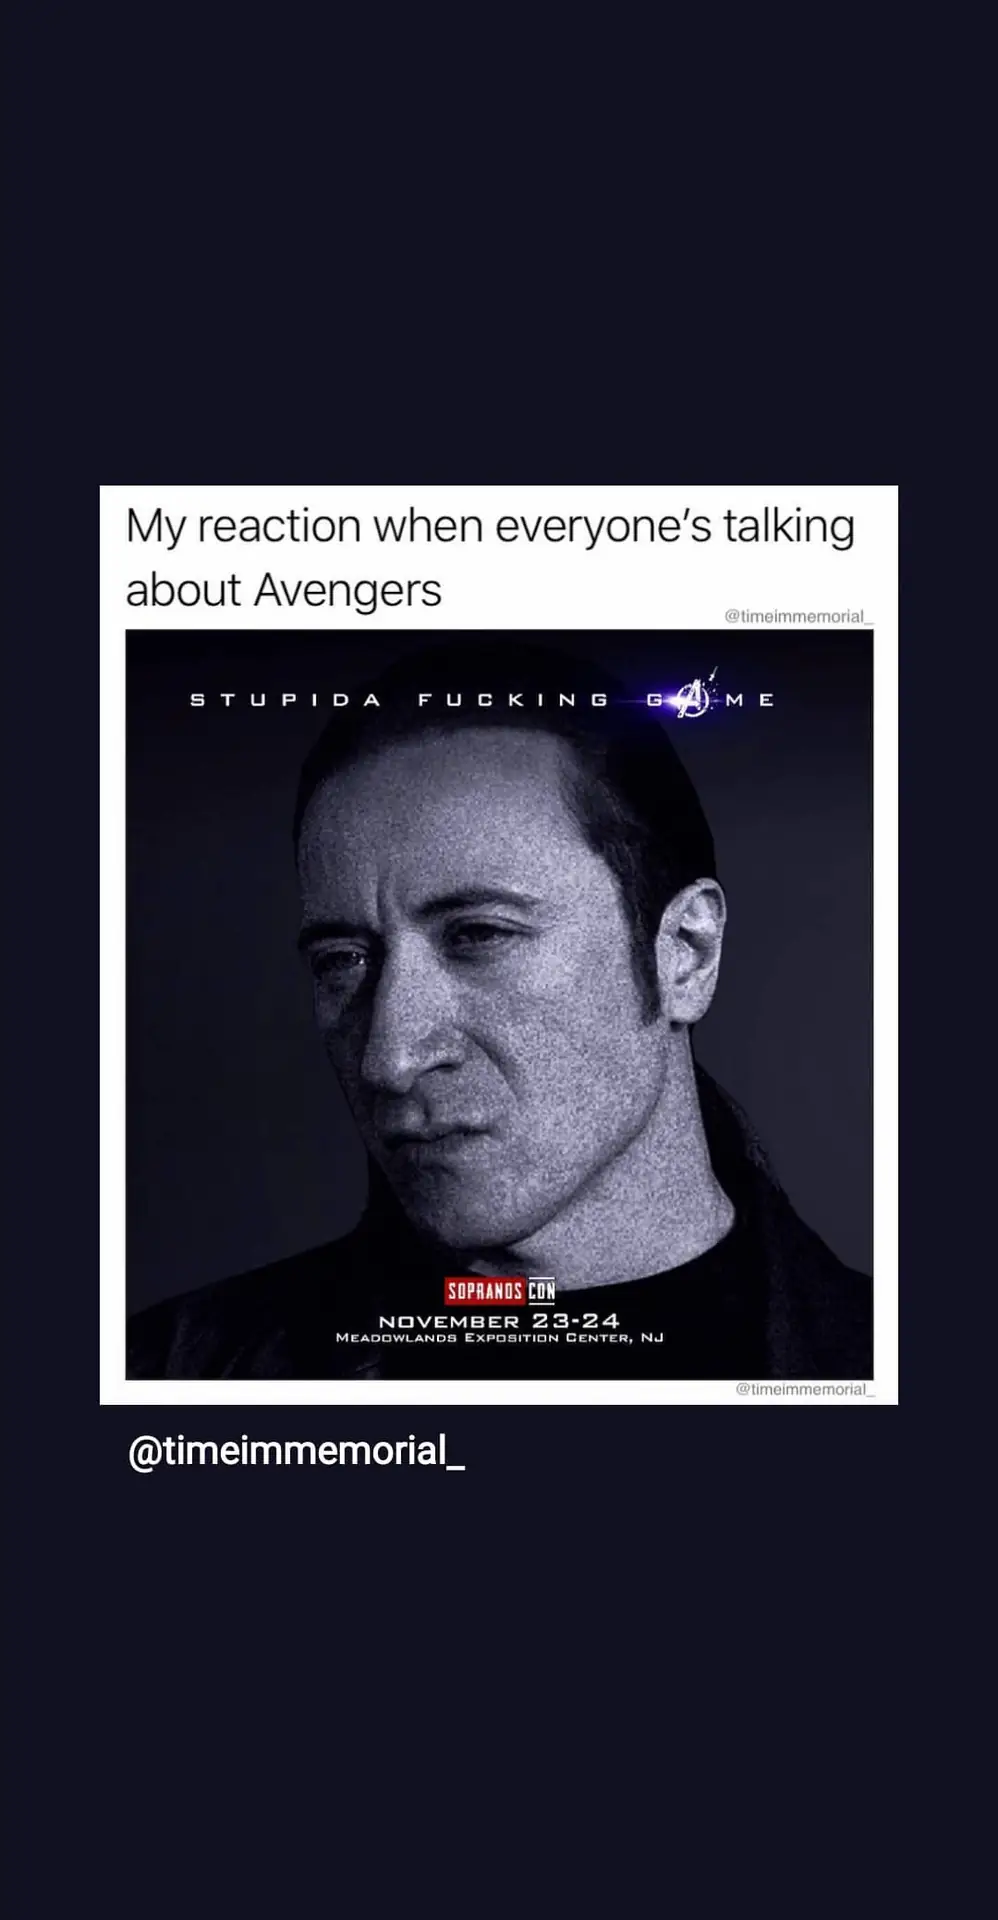 My reaction when everyone's talking
about Avengers
@timeimmemorial_
STUPIDA FUCKING GAME
SOPRANOS CON
NOVEMBER 23-24
MEADOWLANDS EXPOSITION CENTER, NJ
@timeimmemorial_
@timeimmemorial_